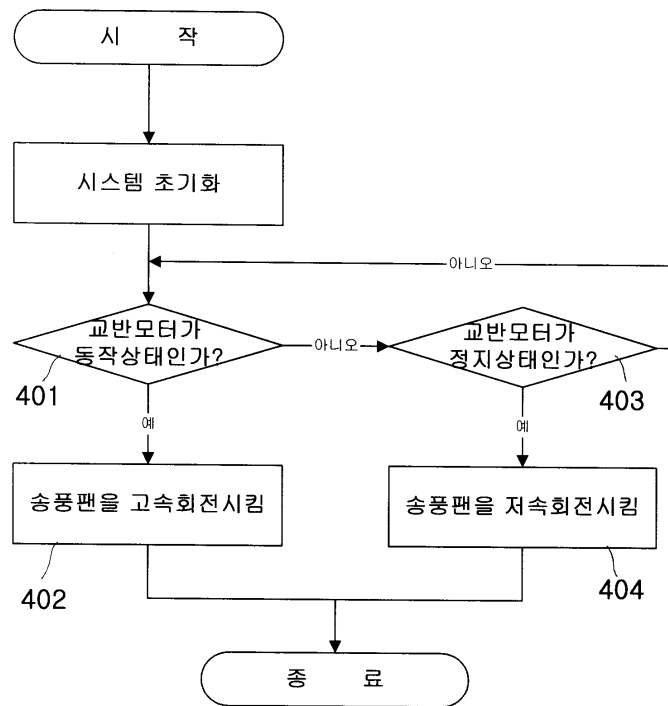 시 작
시스템 초기화
아니오
교반모터가
동작상태인가?
401
아니오
교반모터가
정지상태인가?
403
예
예
송풍팬을 고속회전시킴
402
송풍팬을 저속회전시킴
404
종 료